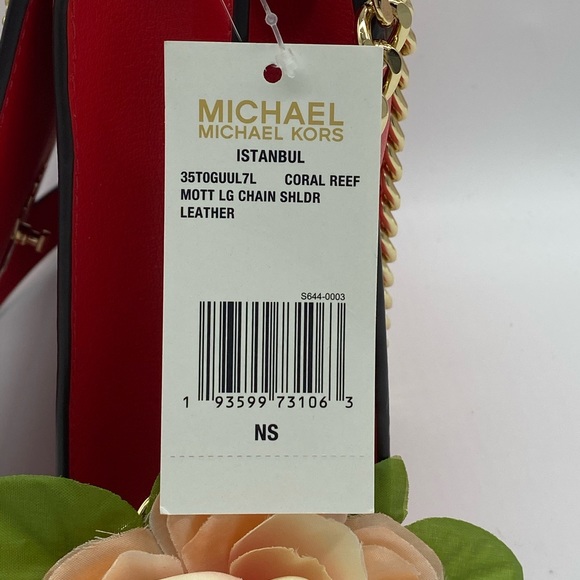 MICHAEL
MICHAEL KORS
ISTANBUL
35T0GUUL7L CORAL REEF
MOTT LG CHAIN SHLDR
LEATHER
S644-0003
1 93599 73106 3
NS